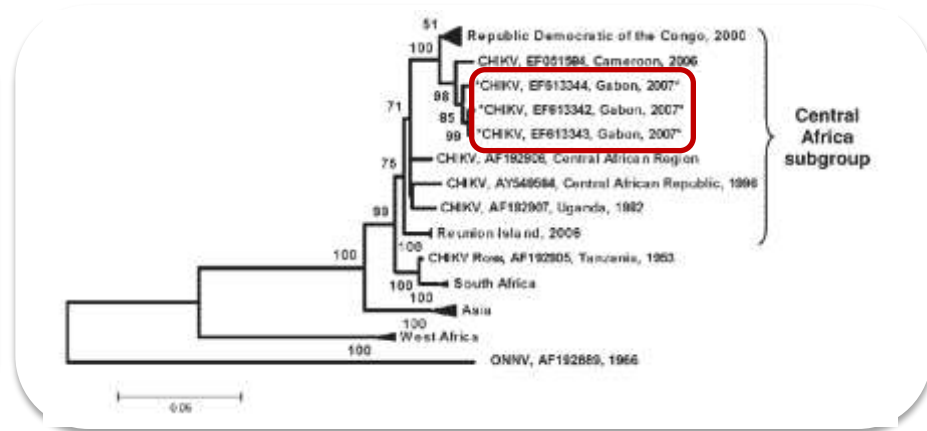 51
Republic Democratic of the Congo, 2000
100
CHIKV, EF051584, Cameroon, 2006
*CHIKV, EF613344, Gabon, 2007*
98
*CHIKV, EF613342, Gabon, 2007*
71
85
*CHIKV, EF613343, Gabon, 2007*
99
Central
Africa
subgroup
CHIKV, AF192906, Central African Region
75
CHIKV, AY549584, Central African Republic, 1996
CHIKV, AF192907, Uganda, 1982
99
Reunion Island, 2006
100
CHIKV Ross, AF192905, Tanzania, 1953
100
100
South Africa
100
Asia
100
West Africa
100
ONNV, AF192889, 1966
0.05